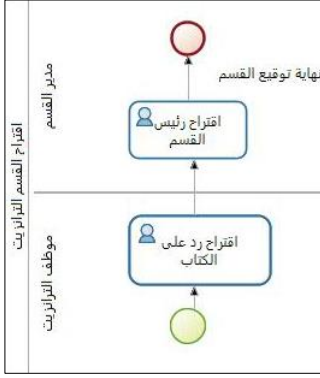 اقتراح القسم الترانزيت
مدير القسم
نهاية توقيع القسم
اقتراح رئيس
القسم
موظف الترانزيت
اقتراح رد على
الكتاب